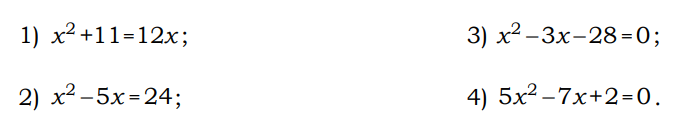 1) x²+11=12x;
3) x²–3x–28=0;
2) x²–5x=24;
4) 5x²–7x+2=0.